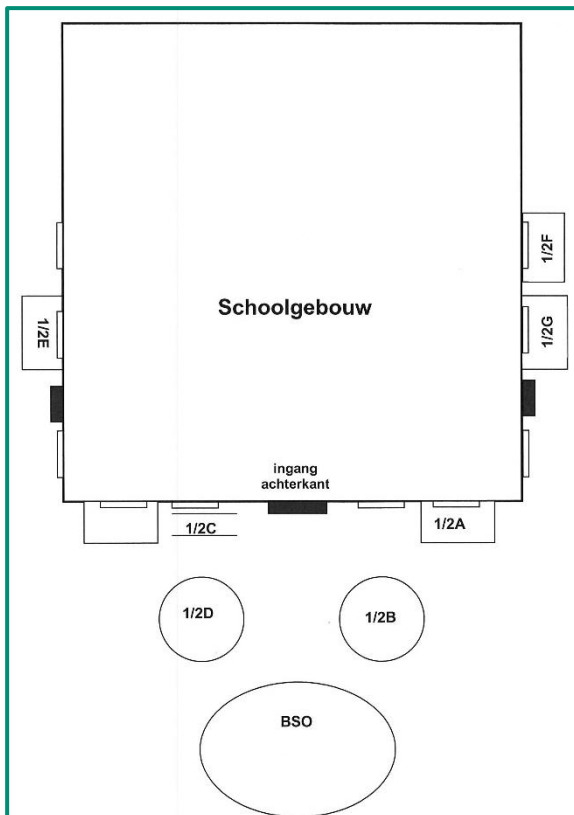 1/2F
Schoolgebouw
1/2E
1/2G
ingang
achterkant
1/2C
1/2A
1/2D
1/2B
BSO